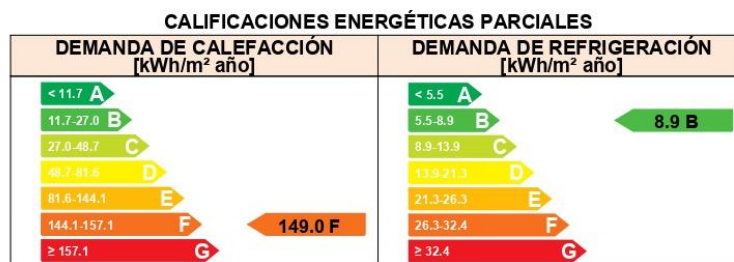 CALIFICACIONES ENERGÉTICAS PARCIALES
DEMANDA DE CALEFACCIÓN
[kWh/m² año]
< 11.7 A
11.7-27.0 B
27.0-48.7 C
48.7-81.6 D
81.6-144.1 E
144.1-157.1 F
149.0 F
≥ 157.1 G
DEMANDA DE REFRIGERACIÓN
[kWh/m² año]
< 5.5 A
5.5-8.9 B
8.9 B
8.9-13.9 C
13.9-21.3 D
21.3-26.3 E
26.3-32.4 F
≥ 32.4 G